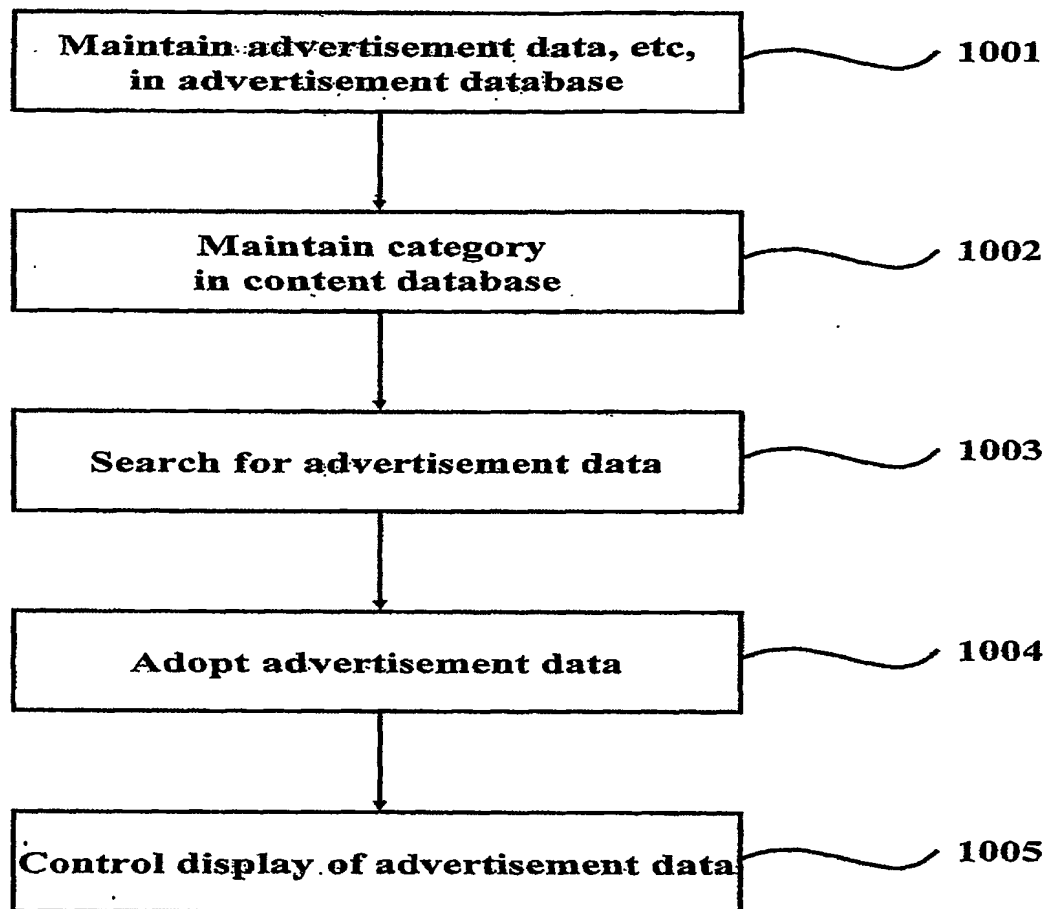 Maintain advertisement data, etc,
in advertisement database
1001
Maintain category
in content database
1002
Search for advertisement data
1003
Adopt advertisement data
1004
Control display of advertisement data
1005